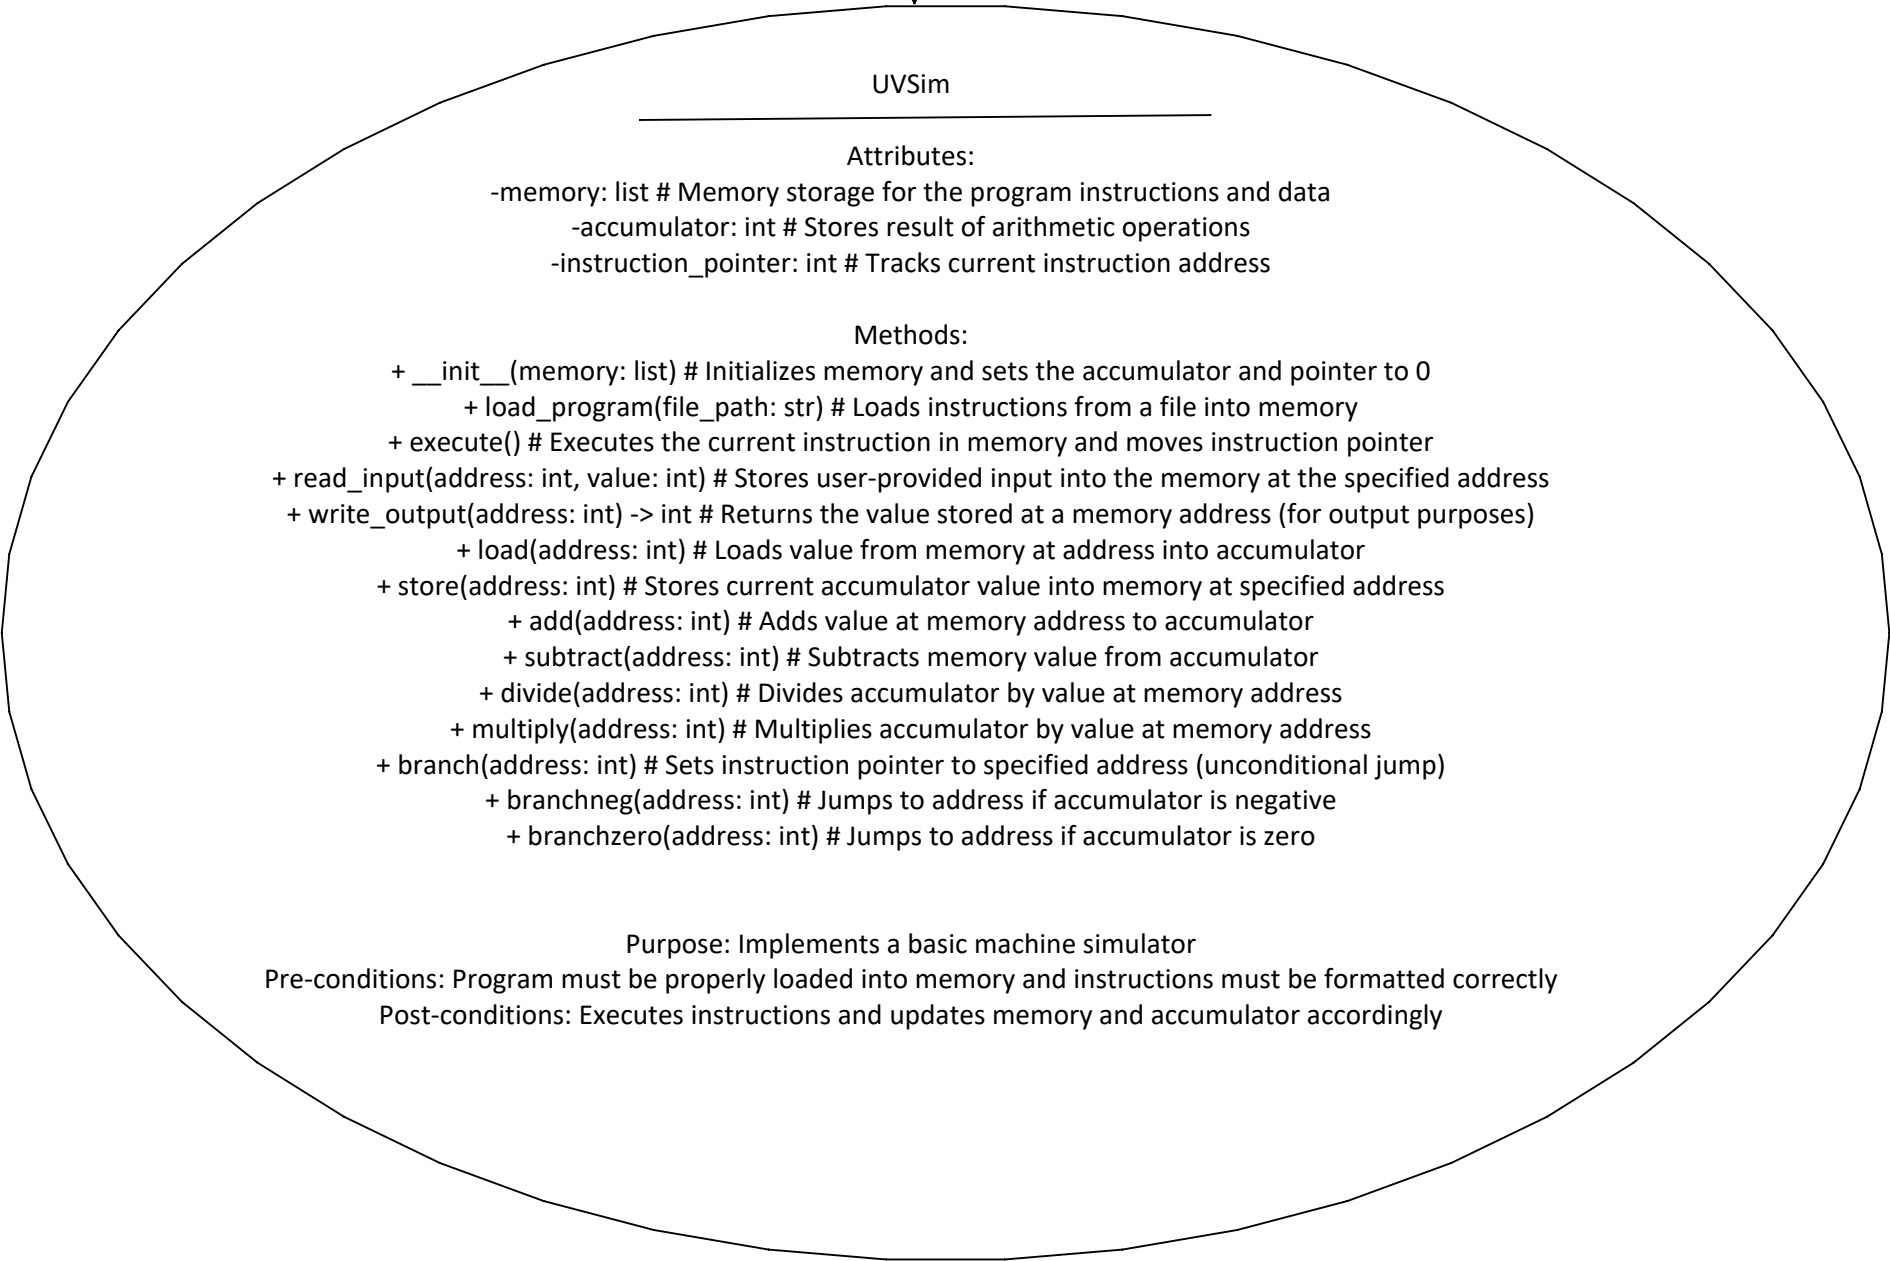 UVSim
Attributes:
-memory: list # Memory storage for the program instructions and data
-accumulator: int # Stores result of arithmetic operations
-instruction_pointer: int # Tracks current instruction address
Methods:
+ __init__(memory: list) # Initializes memory and sets the accumulator and pointer to 0
+ load_program(file_path: str) # Loads instructions from a file into memory
+ execute() # Executes the current instruction in memory and moves instruction pointer
+ read_input(address: int, value: int) # Stores user-provided input into the memory at the specified address
+ write_output(address: int) -> int # Returns the value stored at a memory address (for output purposes)
+ load(address: int) # Loads value from memory at address into accumulator
+ store(address: int) # Stores current accumulator value into memory at specified address
+ add(address: int) # Adds value at memory address to accumulator
+ subtract(address: int) # Subtracts memory value from accumulator
+ divide(address: int) # Divides accumulator by value at memory address
+ multiply(address: int) # Multiplies accumulator by value at memory address
+ branch(address: int) # Sets instruction pointer to specified address (unconditional jump)
+ branchneg(address: int) # Jumps to address if accumulator is negative
+ branchzero(address: int) # Jumps to address if accumulator is zero
Purpose: Implements a basic machine simulator
Pre-conditions: Program must be properly loaded into memory and instructions must be formatted correctly
Post-conditions: Executes instructions and updates memory and accumulator accordingly